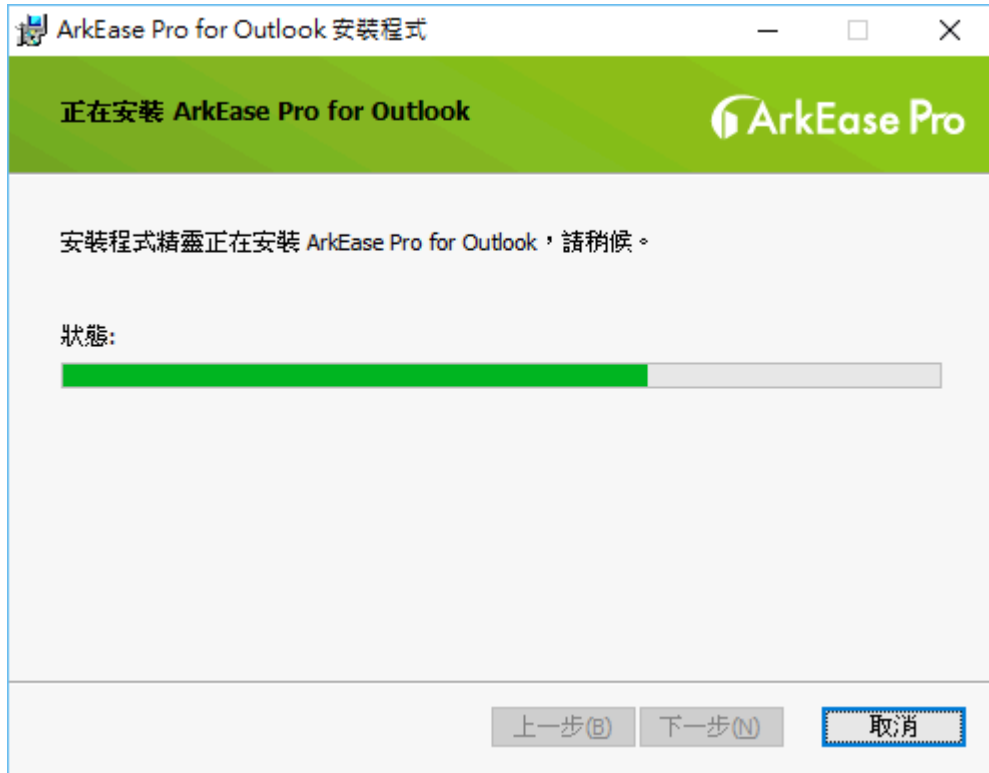 ArkEase Pro for Outlook 安裝程式
正在安裝 ArkEase Pro for Outlook
ArkEase Pro
安裝程式精靈正在安裝 ArkEase Pro for Outlook，請稍候。
狀態:
上一步(B) 下一步(N) 取消